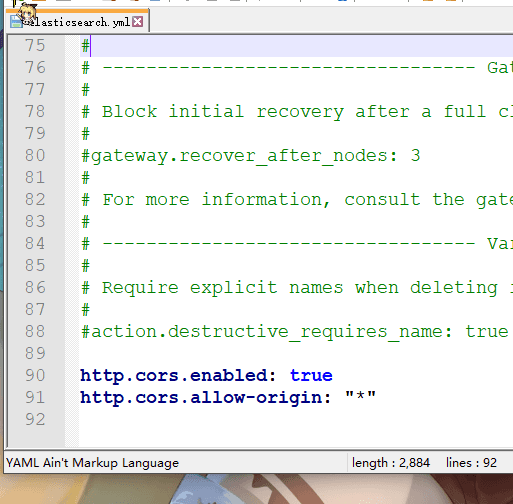 elasticsearch.yml
75 #
76 # ---------------------------------- Gat
77 #
78 # Block initial recovery after a full cl
79 #
80 #gateway.recover_after_nodes: 3
81 #
82 # For more information, consult the gate
83 #
84 # ---------------------------------- Var
85 #
86 # Require explicit names when deleting i
87 #
88 #action.destructive_requires_name: true
89
90 http.cors.enabled: true
91 http.cors.allow-origin: "*"
92
YAML Ain't Markup Language length : 2,884 lines : 92